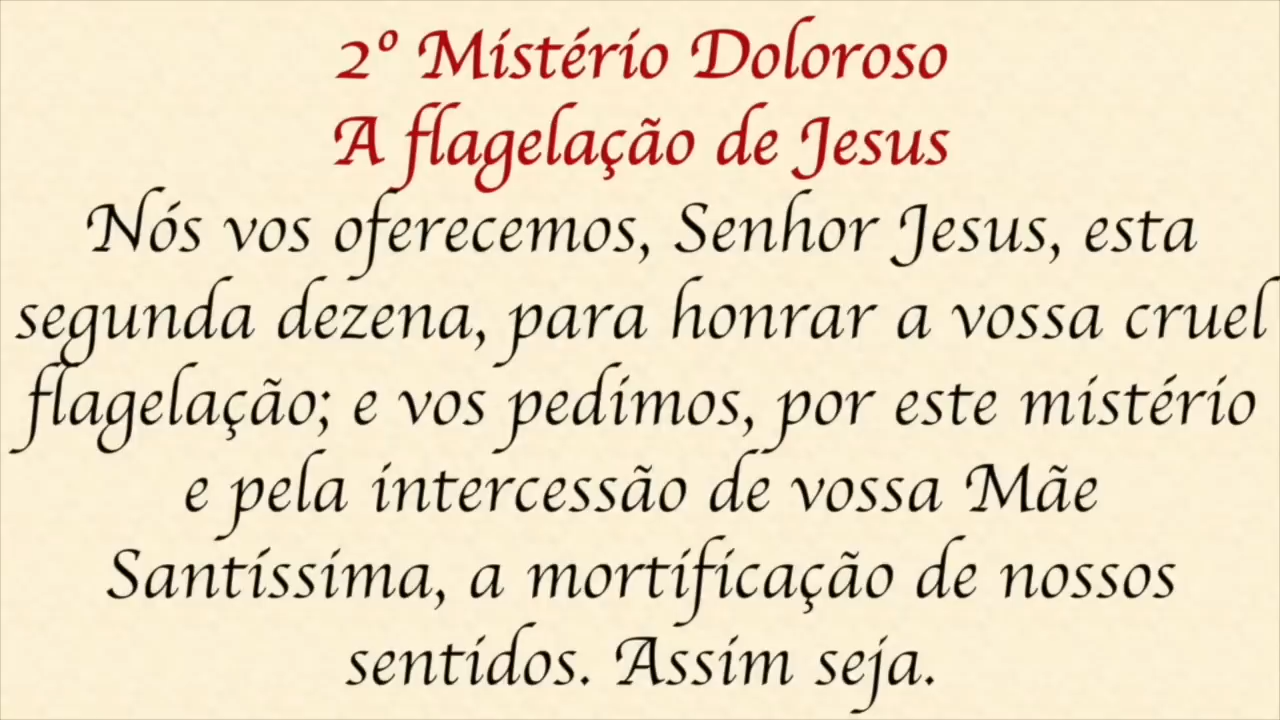 2º Mistério Doloroso
A flagelação de Jesus
Nós vos oferecemos, Senhor Jesus, esta
segunda dezena, para honrar a vossa cruel
flagelação; e vos pedimos, por este mistério
e pela intercessão de vossa Mãe
Santíssima, a mortificação de nossos
sentidos. Assim seja.